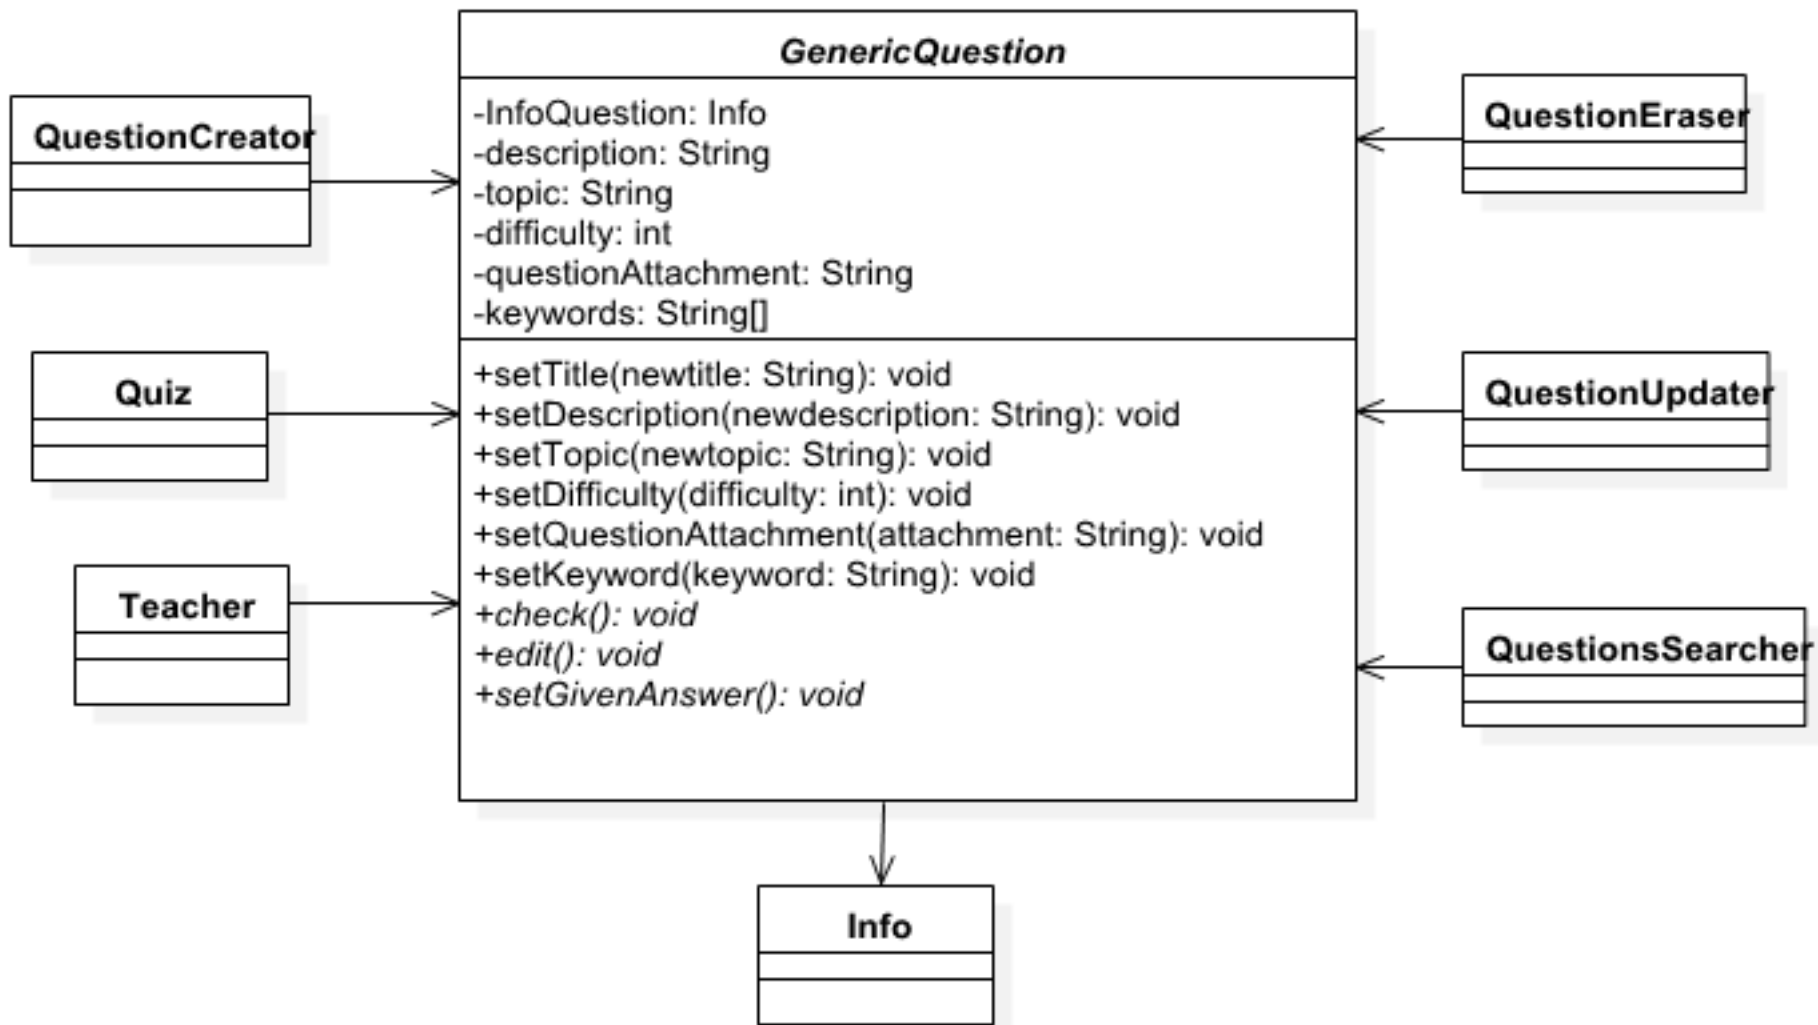 GenericQuestion
-InfoQuestion: Info
-description: String
-topic: String
-difficulty: int
-questionAttachment: String
-keywords: String[]
+setTitle(newtitle: String): void
+setDescription(newdescription: String): void
+setTopic(newtopic: String): void
+setDifficulty(difficulty: int): void
+setQuestionAttachment(attachment: String): void
+setKeyword(keyword: String): void
+check(): void
+edit(): void
+setGivenAnswer(): void
QuestionCreator
Quiz
Teacher
QuestionEraser
QuestionUpdater
QuestionsSearcher
Info